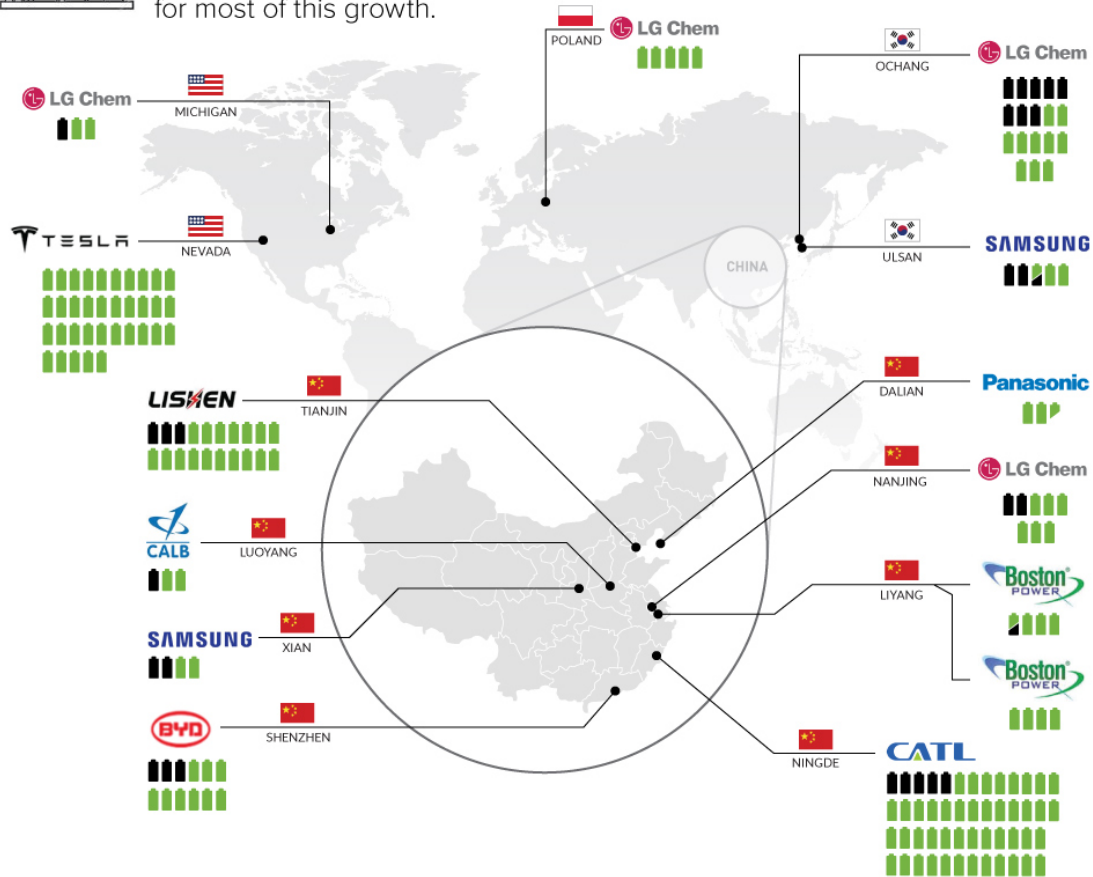 for most of this growth.
POLAND
LG Chem
OCHANG
LG Chem
LG Chem
MICHIGAN
TESLA
NEVADA
ULSAN
SAMSUNG
CHINA
LISHEN
TIANJIN
DALIAN
Panasonic
NANJING
LG Chem
CALB
LUOYANG
LIYANG
Boston
POWER
SAMSUNG
XIAN
Boston
POWER
BYD
SHENZHEN
NINGDE
CATL